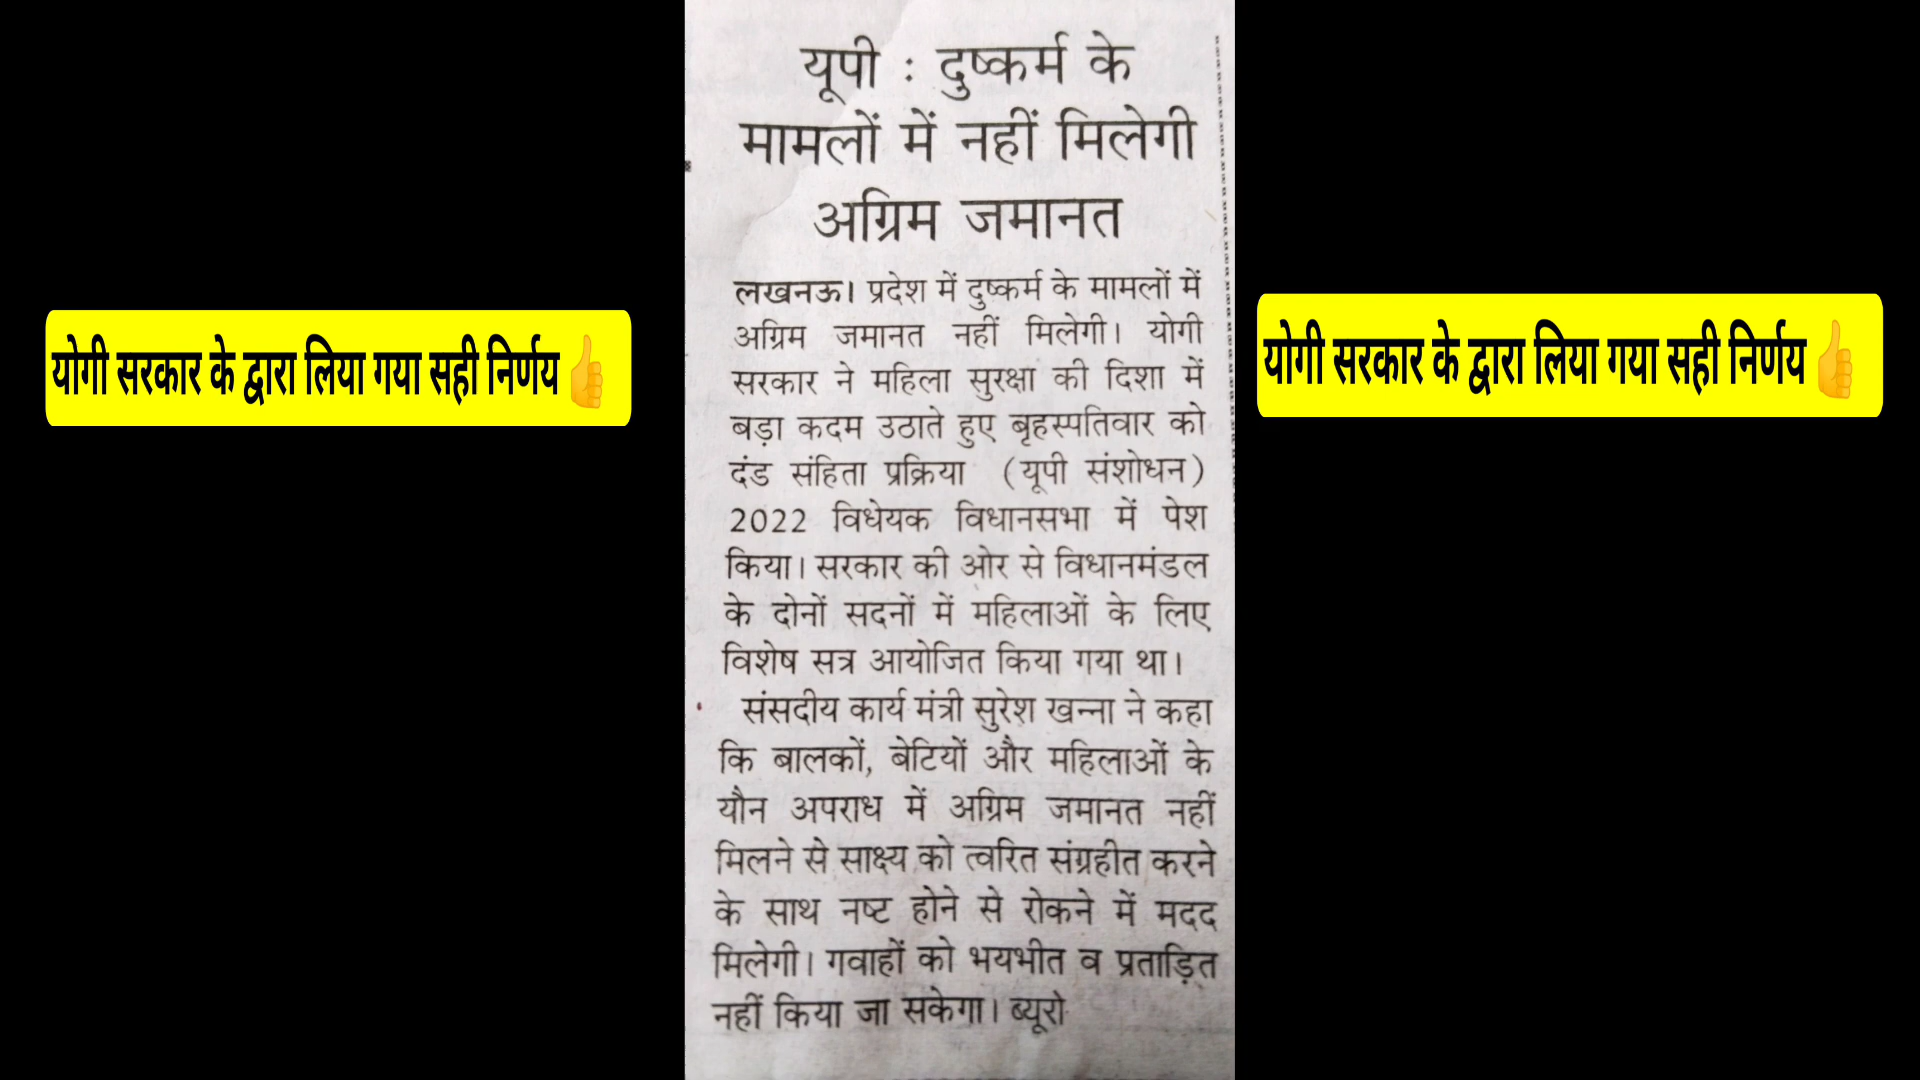 योगी सरकार के द्वारा लिया गया सही निर्णय👍
यूपी : दुष्कर्म के
मामलों में नहीं मिलेगी
अग्रिम जमानत
लखनऊ। प्रदेश में दुष्कर्म के मामलों में
अग्रिम जमानत नहीं मिलेगी। योगी
सरकार ने महिला सुरक्षा की दिशा में
बड़ा कदम उठाते हुए बृहस्पतिवार को
दंड संहिता प्रक्रिया (यूपी संशोधन)
2022 विधेयक विधानसभा में पेश
किया। सरकार की ओर से विधानमंडल
के दोनों सदनों में महिलाओं के लिए
विशेष सत्र आयोजित किया गया था।
संसदीय कार्य मंत्री सुरेश खन्ना ने कहा
कि बालकों, बेटियों और महिलाओं के
यौन अपराध में अग्रिम जमानत नहीं
मिलने से साक्ष्य को त्वरित संग्रहीत करने
के साथ नष्ट होने से रोकने में मदद
मिलेगी। गवाहों को भयभीत व प्रताड़ित
नहीं किया जा सकेगा। ब्यूरो
योगी सरकार के द्वारा लिया गया सही निर्णय👍